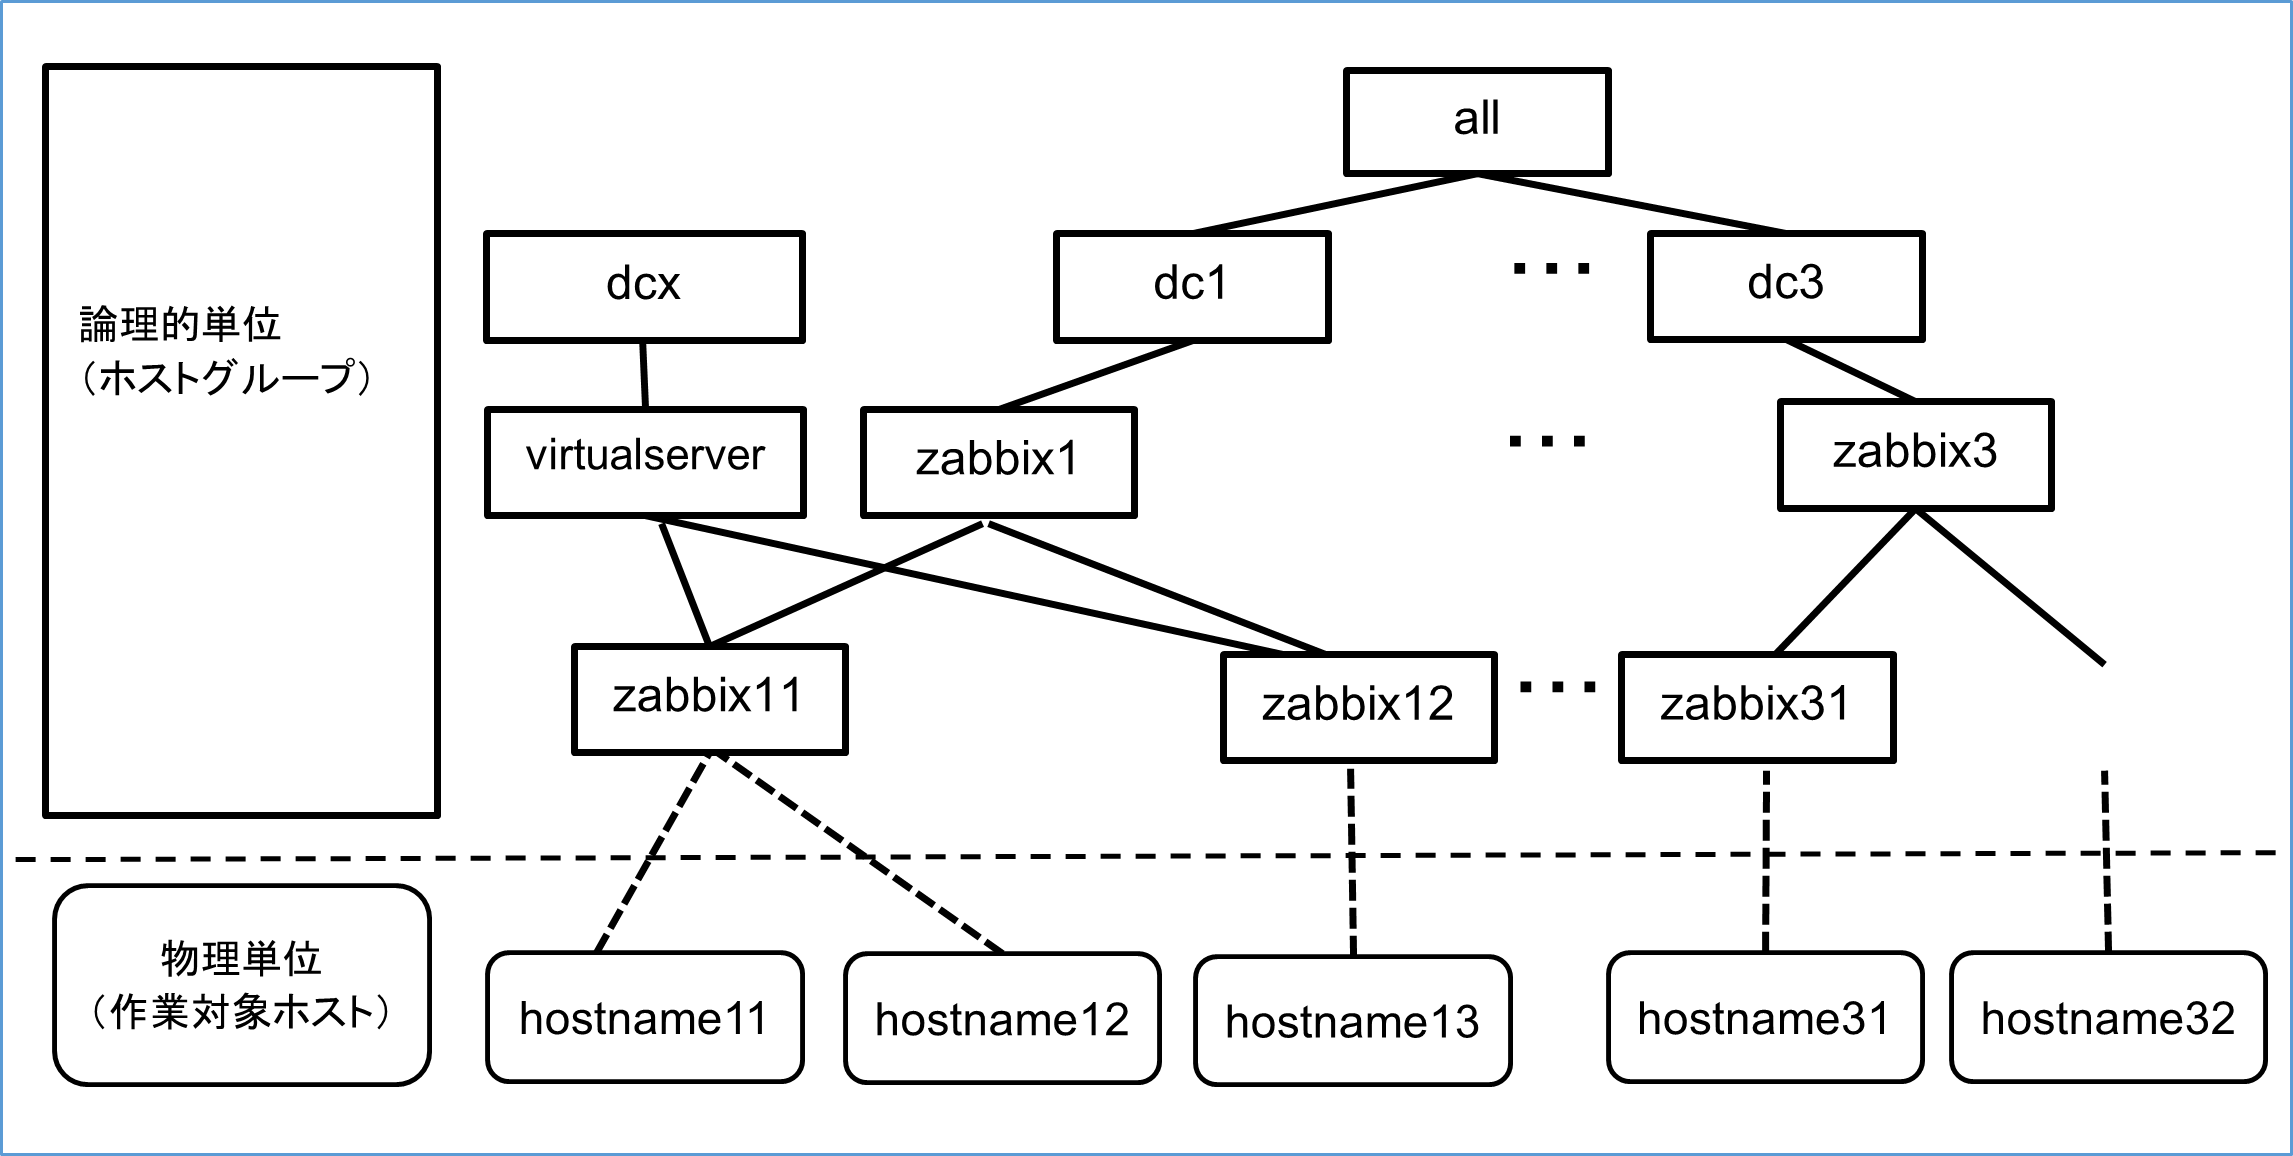 all
dcx
dc1
...
dc3
論理的単位
（ホストグループ）
virtualserver
zabbix1
...
zabbix3
zabbix11
zabbix12
...
zabbix31
物理単位
（作業対象ホスト）
hostname11
hostname12
hostname13
hostname31
hostname32